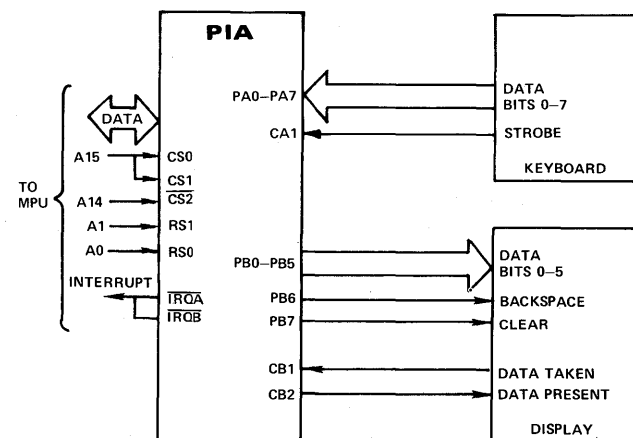 PIA
TO
MPU
DATA
A15
CS0
CS1
A14
CS2
A1
RS1
A0
RS0
INTERRUPT
IRQA
IRQB
PA0–PA7
CA1
DATA
BITS 0–7
STROBE
KEYBOARD
PB0–PB5
PB6
PB7
CB1
CB2
DATA
BITS 0–5
BACKSPACE
CLEAR
DATA TAKEN
DATA PRESENT
DISPLAY